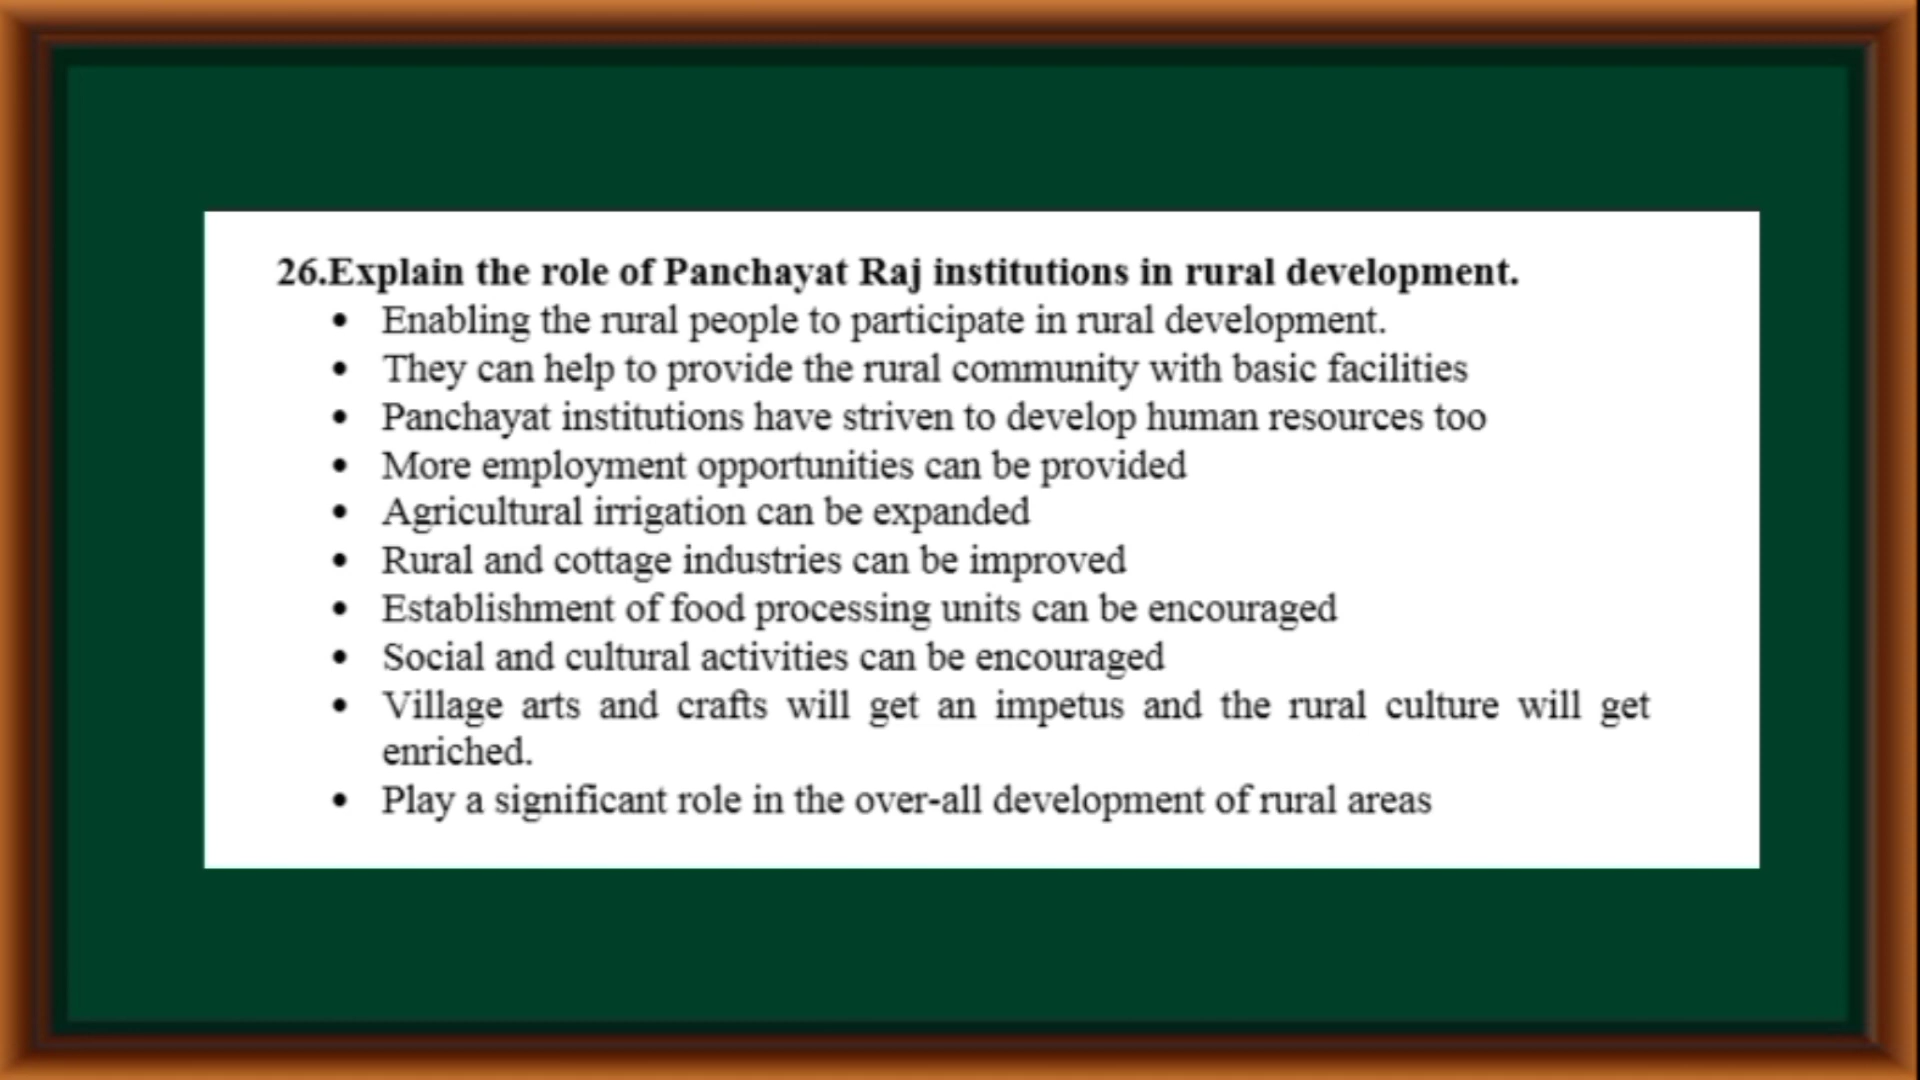 26.Explain the role of Panchayat Raj institutions in rural development.
• Enabling the rural people to participate in rural development.
• They can help to provide the rural community with basic facilities
• Panchayat institutions have striven to develop human resources too
• More employment opportunities can be provided
• Agricultural irrigation can be expanded
• Rural and cottage industries can be improved
• Establishment of food processing units can be encouraged
• Social and cultural activities can be encouraged
• Village arts and crafts will get an impetus and the rural culture will get
enriched.
• Play a significant role in the over-all development of rural areas